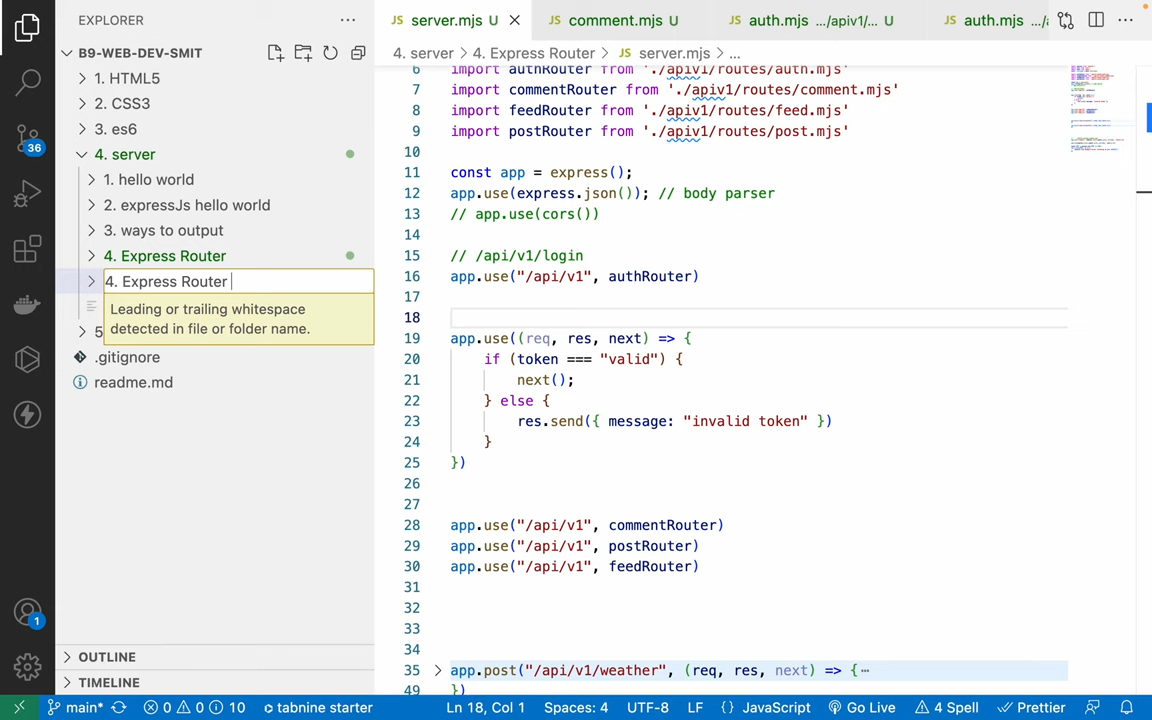 EXPLORER
B9-WEB-DEV-SMIT
1. HTML5
2. CSS3
3. es6
4. server
1. hello world
2. expressJs hello world
3. ways to output
4. Express Router
4. Express Router
Leading or trailing whitespace
detected in file or folder name.
5
.gitignore
readme.md
OUTLINE
TIMELINE
36
1
JS server.mjs U
JS comment.mjs U
JS auth.mjs .../apiv1/... U
JS auth.mjs .../a
4. server > 4. Express Router > JS server.mjs > ...
6 import authRouter from './apiv1/routes/auth.mjs'
7 import commentRouter from './apiv1/routes/comment.mjs'
8 import feedRouter from './apiv1/routes/feed.mjs'
9 import postRouter from './apiv1/routes/post.mjs'
10
11 const app = express();
12 app.use(express.json()); // body parser
13 // app.use(cors())
14
15 // /api/v1/login
16 app.use("/api/v1", authRouter)
17
18
19 app.use((req, res, next) => {
20 if (token === "valid") {
21 next();
22 } else {
23 res.send({ message: "invalid token" })
24 }
25 })
26
27
28 app.use("/api/v1", commentRouter)
29 app.use("/api/v1", postRouter)
30 app.use("/api/v1", feedRouter)
31
32
33
34
35 app.post("/api/v1/weather", (req, res, next) => {…
49 })
main* 0 0 10 tabnine starter Ln 18, Col 1 Spaces: 4 UTF-8 LF {} JavaScript Go Live 4 Spell Prettier